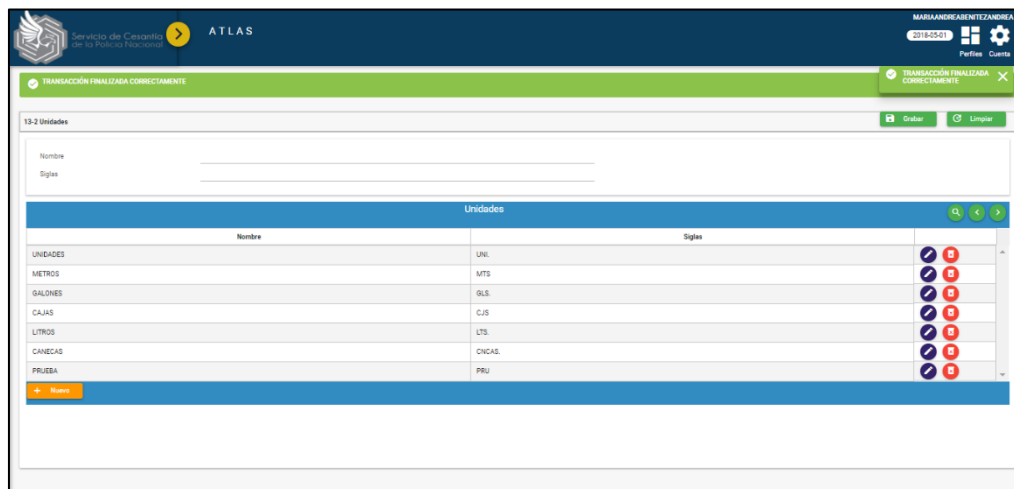 MARIAANDREABENITEZANDREA
Servicio de Cesantía
de la Policía Nacional
ATLAS
2018-05-01
Perfiles Cuenta
TRANSACCIÓN FINALIZADA CORRECTAMENTE
TRANSACCIÓN FINALIZADA
CORRECTAMENTE
13-2 Unidades
Grabar
Limpiar
Nombre
Siglas
Unidades
Nombre Siglas
UNIDADES UNI.
METROS MTS
GALONES GLS.
CAJAS CJS
LITROS LTS.
CANECAS CNCAS.
PRUEBA PRU
+ Nuevo